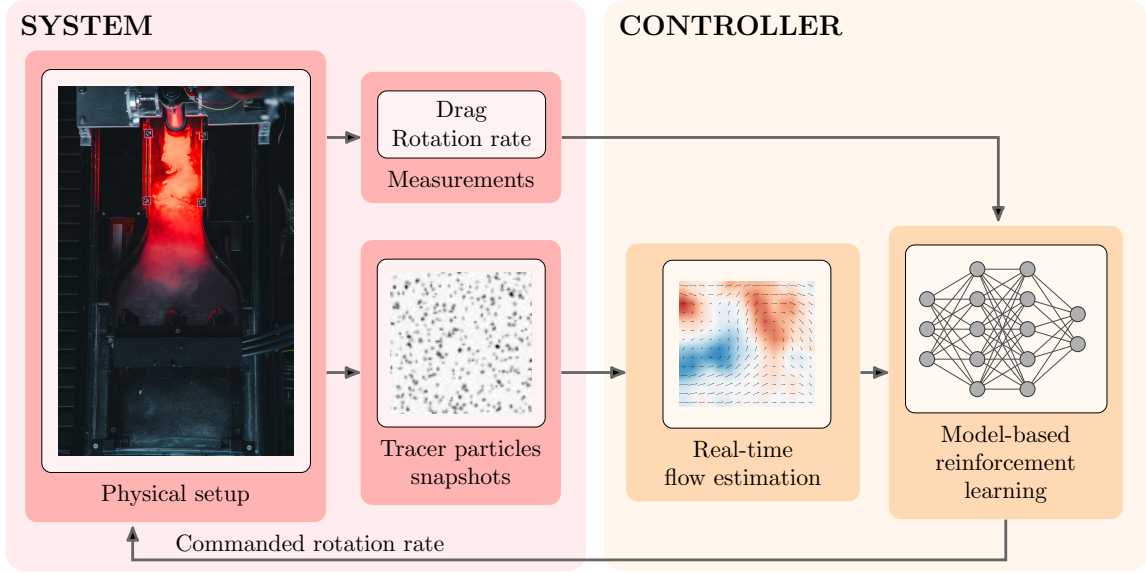 SYSTEM
CONTROLLER
Drag
Rotation rate
Measurements
Physical setup
Tracer particles
snapshots
Real-time
flow estimation
Model-based
reinforcement
learning
Commanded rotation rate